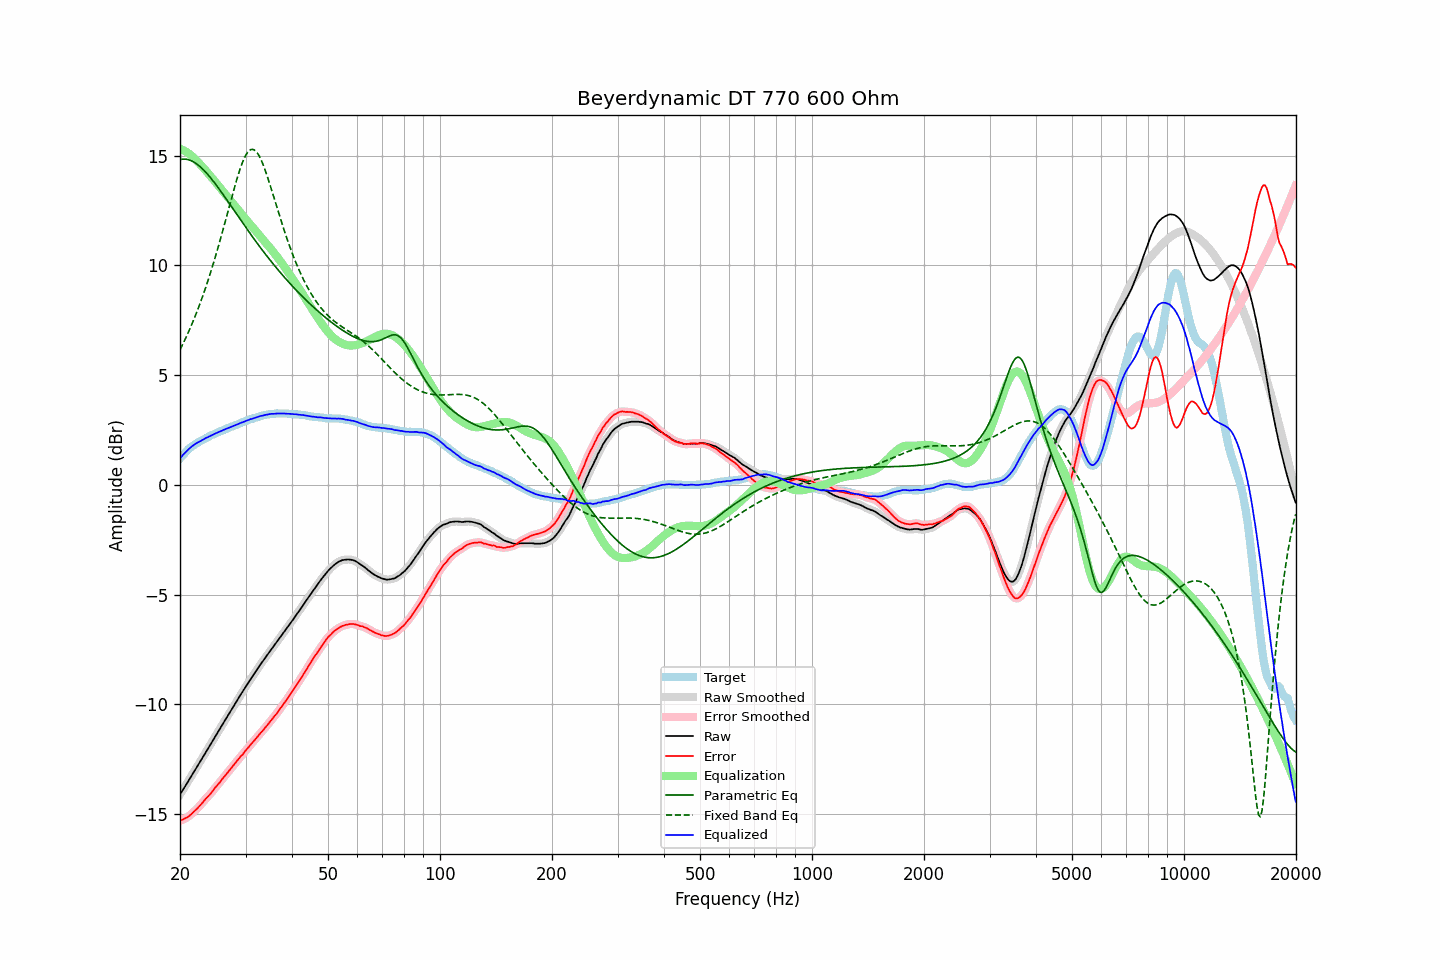 Beyerdynamic DT 770 600 Ohm
Amplitude (dBr)
15
10
5
0
−5
−10
−15
Target
Raw Smoothed
Error Smoothed
Raw
Error
Equalization
Parametric Eq
Fixed Band Eq
Equalized
20 50 100 200 500 1000 2000 5000 10000 20000
Frequency (Hz)